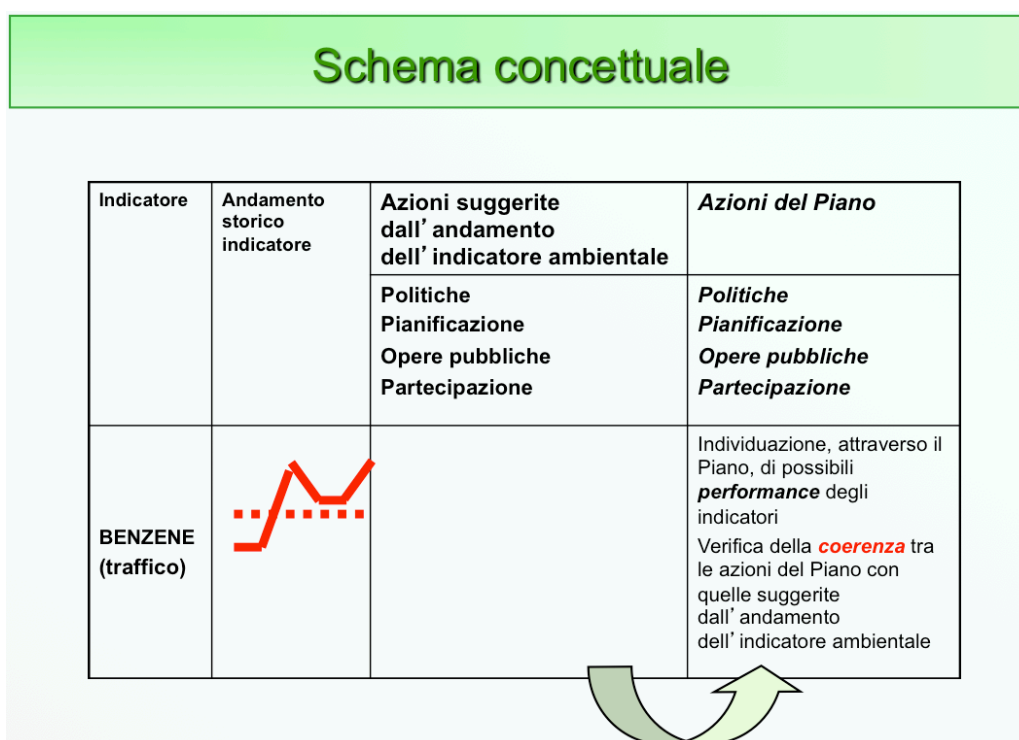 Schema concettuale
Indicatore
Andamento
storico
indicatore
Azioni suggerite
dall’andamento
dell’indicatore ambientale
Azioni del Piano
Politiche
Pianificazione
Opere pubbliche
Partecipazione
Politiche
Pianificazione
Opere pubbliche
Partecipazione
BENZENE
(traffico)
Individuazione, attraverso il
Piano, di possibili
performance degli
indicatori
Verifica della coerenza tra
le azioni del Piano con
quelle suggerite
dall’andamento
dell’indicatore ambientale